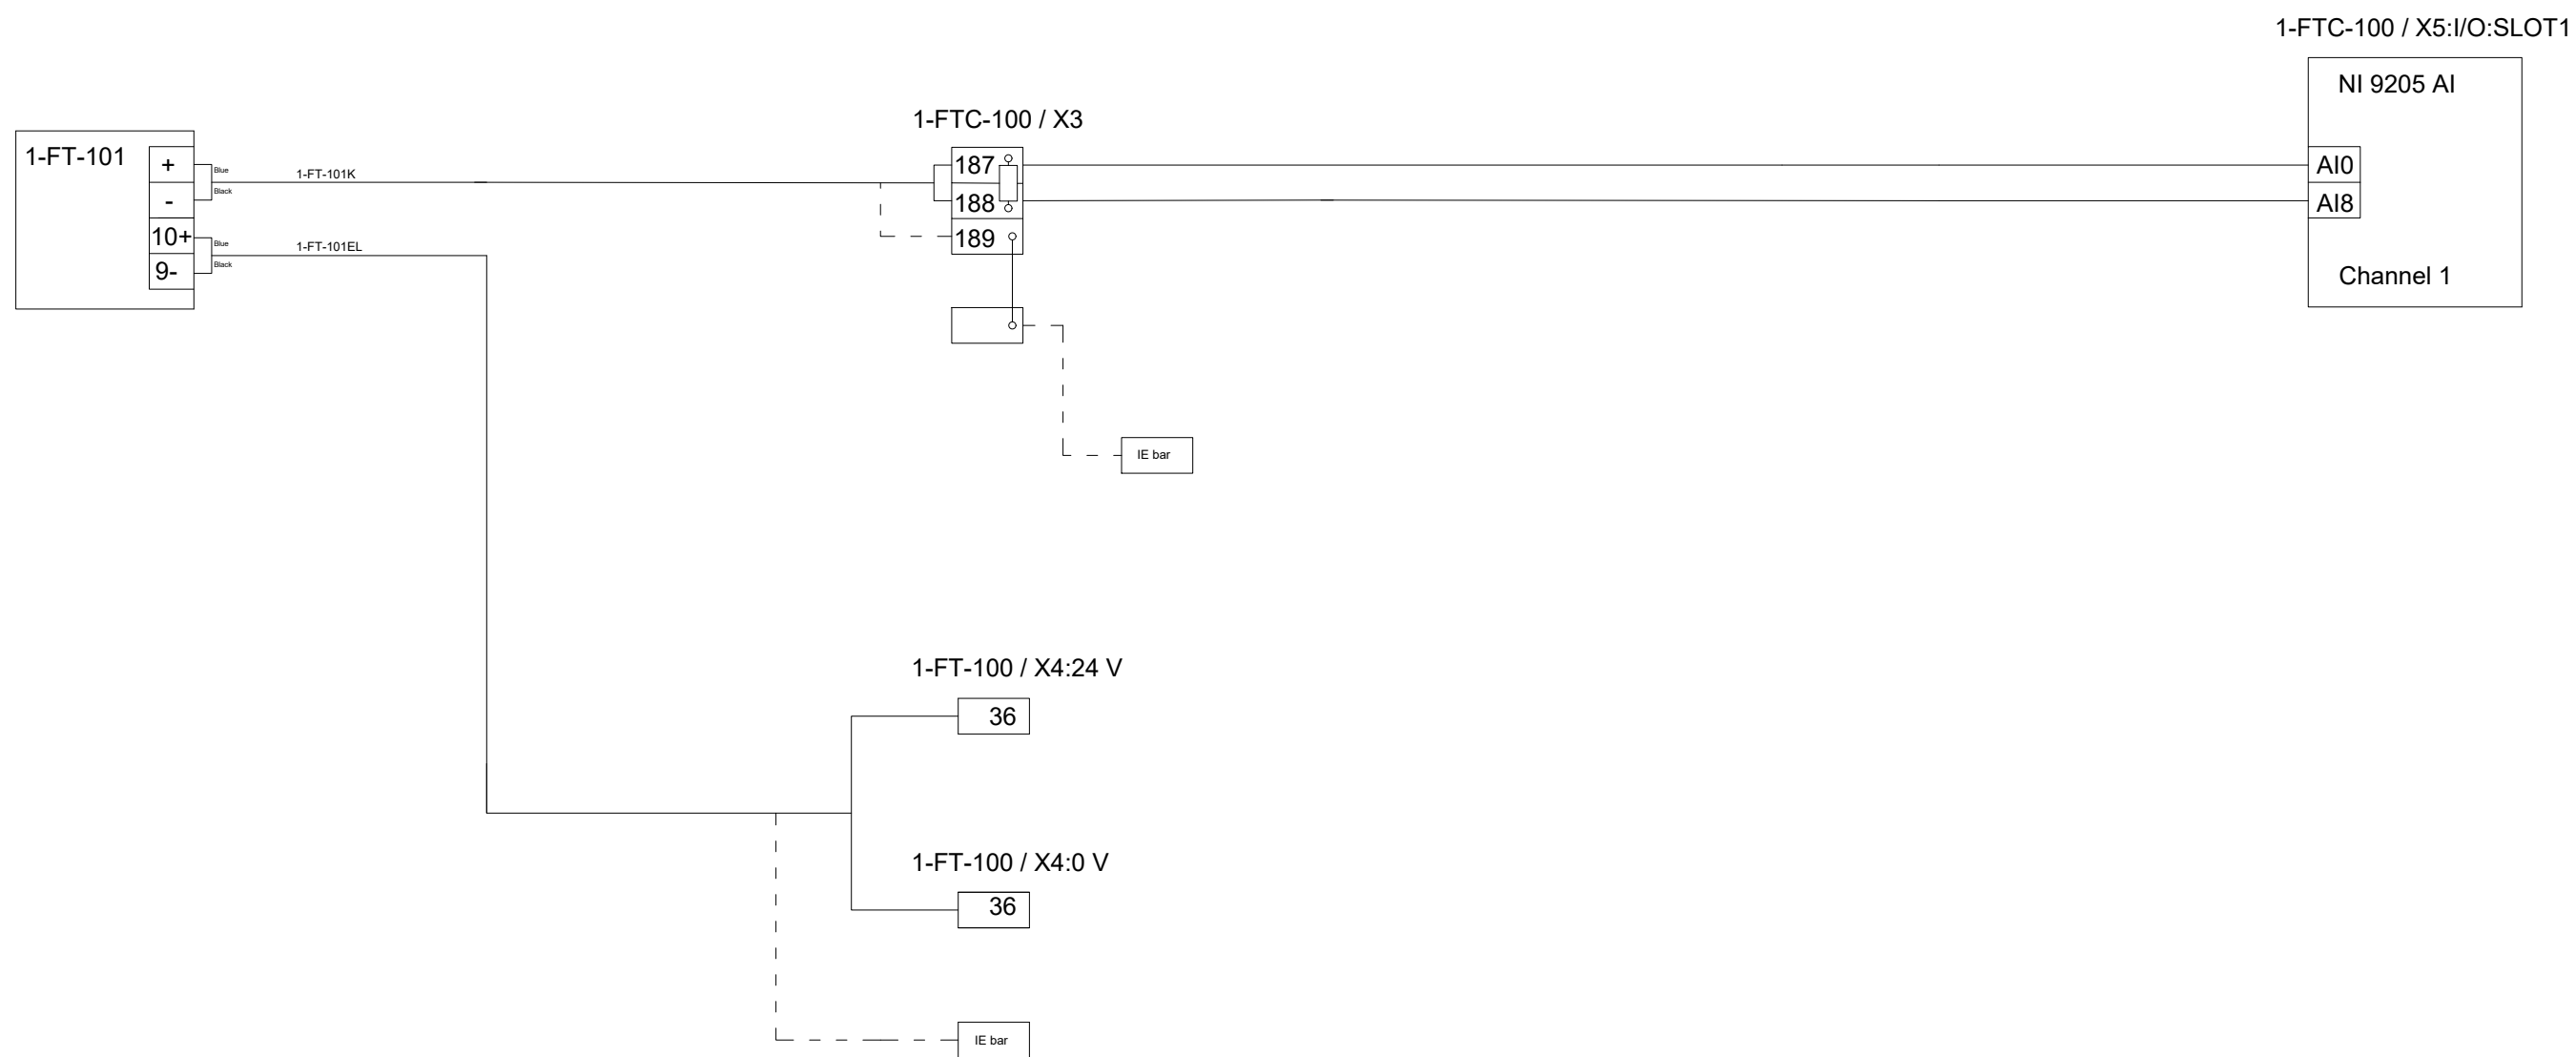 1-FTC-100 / X5:I/O:SLOT1
NI 9205 AI
1-FTC-100 / X3
1-FT-101
+
Blue
1-FT-101K
187
AI0
-
Black
188
AI8
10+
Blue
1-FT-101EL
189
9-
Black
Channel 1
IE bar
1-FT-100 / X4:24 V
36
1-FT-100 / X4:0 V
36
IE bar